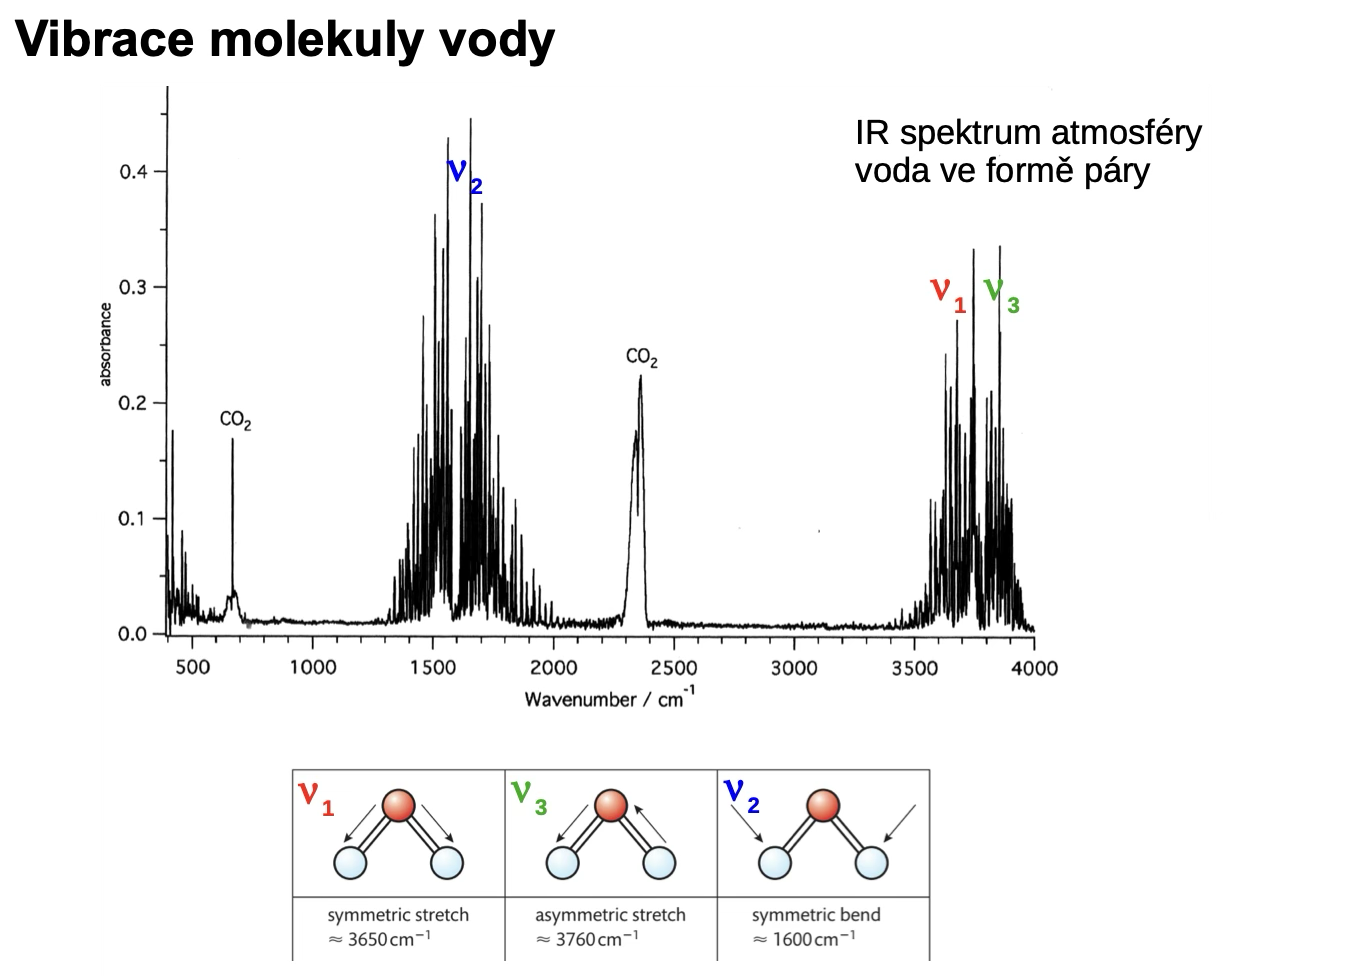 Vibrace molekuly vody
IR spektrum atmosféry
voda ve formě páry
0.4
0.3
0.2
0.1
0.0
absorbance
ν2
ν1
ν3
CO2
CO2
500 1000 1500 2000 2500 3000 3500 4000
Wavenumber / cm-1
ν1
ν3
ν2
symmetric stretch
≈ 3650 cm−1
asymmetric stretch
≈ 3760 cm−1
symmetric bend
≈ 1600 cm−1